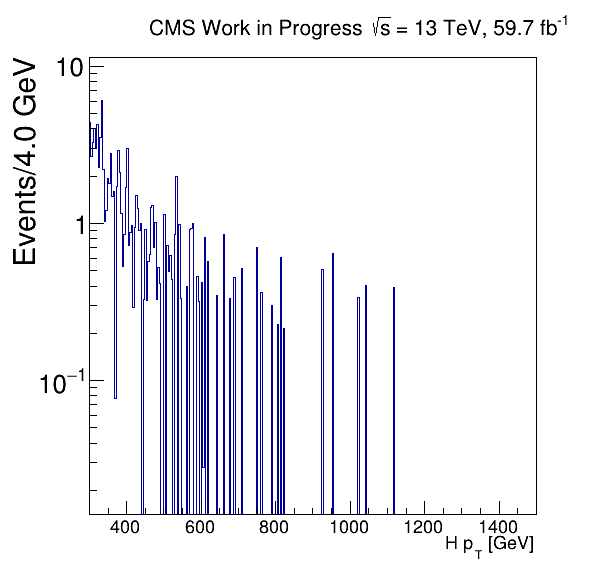 CMS Work in Progress √s = 13 TeV, 59.7 fb⁻¹
Events/4.0 GeV
10
1
10⁻¹
400 600 800 1000 1200 1400
H p_T [GeV]